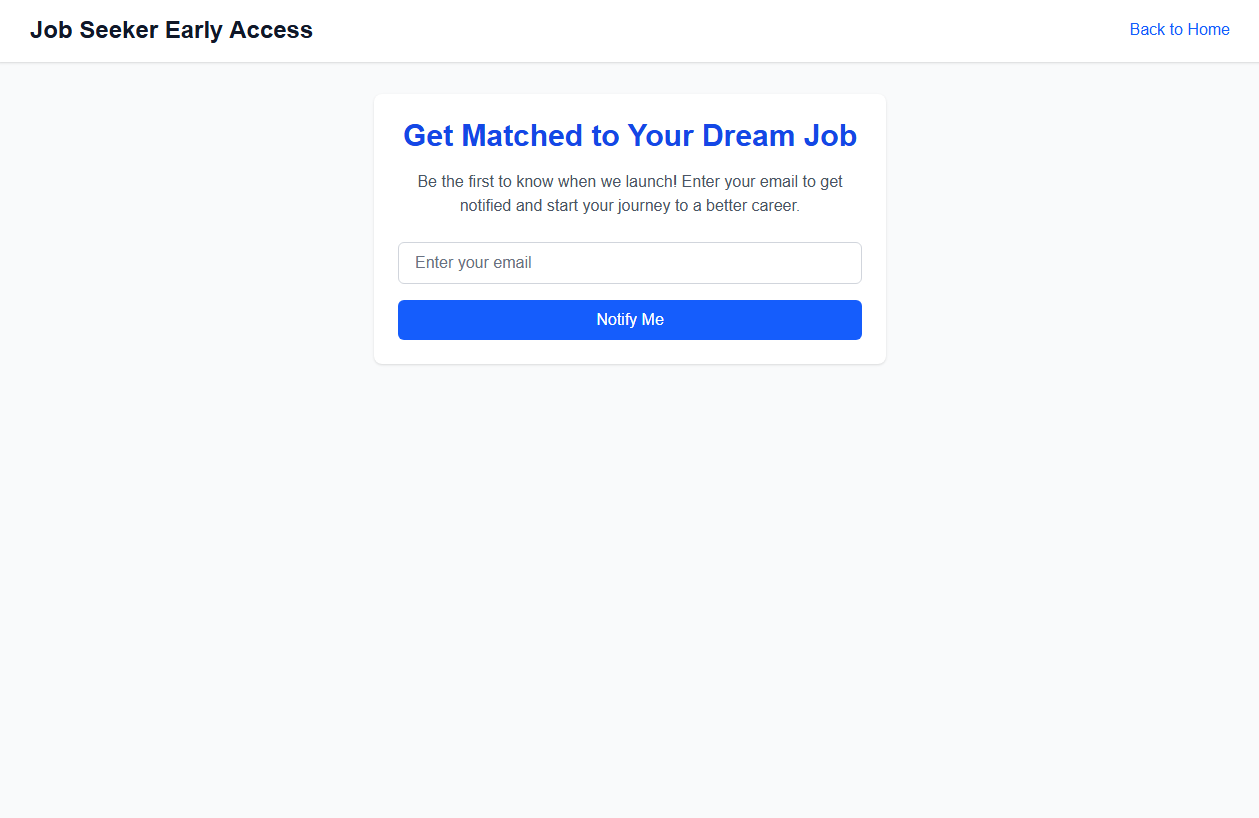 Job Seeker Early Access
Back to Home
Get Matched to Your Dream Job
Be the first to know when we launch! Enter your email to get
notified and start your journey to a better career.
Enter your email
Notify Me